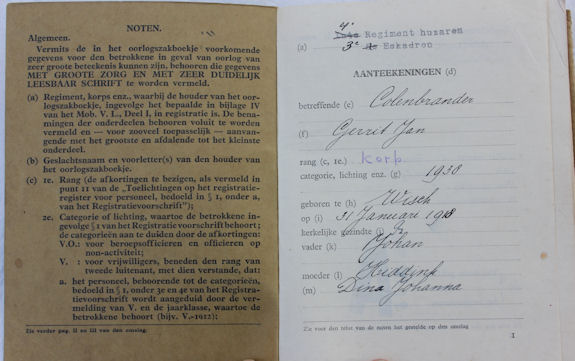 NOTEN.
Algemeen.
Vermits de in het oorlogszakboekje voorkomende
gegevens voor den betrokkene in geval van oorlog van
zeer groote beteekenis kunnen zijn, behooren die gegevens
MET GROOTE ZORG EN MET ZEER DUIDELIJK
LEESBAAR SCHRIFT te worden vermeld.
(a) Regiment, korps enz., waarbij de houder van het oor-
logszakboekje, ingevolge het bepaalde in bijlage IV
van het Mob. V. L., Deel I, in registratie is. De bena-
mingen der onderdeelen behooren voluit te worden
vermeld en — voor zooveel toepasselijk — aanvan-
gende met het grootste en afdalende tot het kleinste
onderdeel.
(b) Geslachtsnaam en voorletter(s) van den houder van
het oorlogszakboekje.
(c) 1e. Rang (de afkortingen te bezigen, als vermeld in
punt 11 van de „Toelichtingen op het registratie-
register voor personeel, bedoeld in § 1, onder a,
van het Registratievoorschrift”);
2e. Categorie of lichting, waartoe de betrokkene in-
gevolge § 1 van het Registratievoorschrift behoort;
de categorieën aan te duiden door de afkortingen:
V.O.: voor beroepsofficieren en officieren op
non-activiteit;
V. : voor vrijwilligers, beneden den rang van
tweede luitenant, met dien verstande, dat:
a. het personeel, behoorende tot de categorieën,
bedoeld in § 1, onder 3e en 4e van het Registra-
tievoorschrift wordt aangeduid door de ver-
melding van V. en de jaarklasse, waartoe de
betrokkene behoort (bijv. V.-1912);
Zie verder pag. II en III van den omslag.
4e
(a) Regiment huzaren
3e Eskadron
AANTEEKENINGEN (d)
betreffende (e) Colenbrander
(f) Gerrit Jan
rang (c, 1e.) korp
categorie, lichting enz. (g) 1938
geboren te (h) Wisch
op (i) 31 Januari 1918
kerkelijke gezindte (j)
vader (k) Johan
moeder (l) Hiddink
(m) Dina Johanna
Zie voor den tekst van de noten het gestelde op den omslag
1